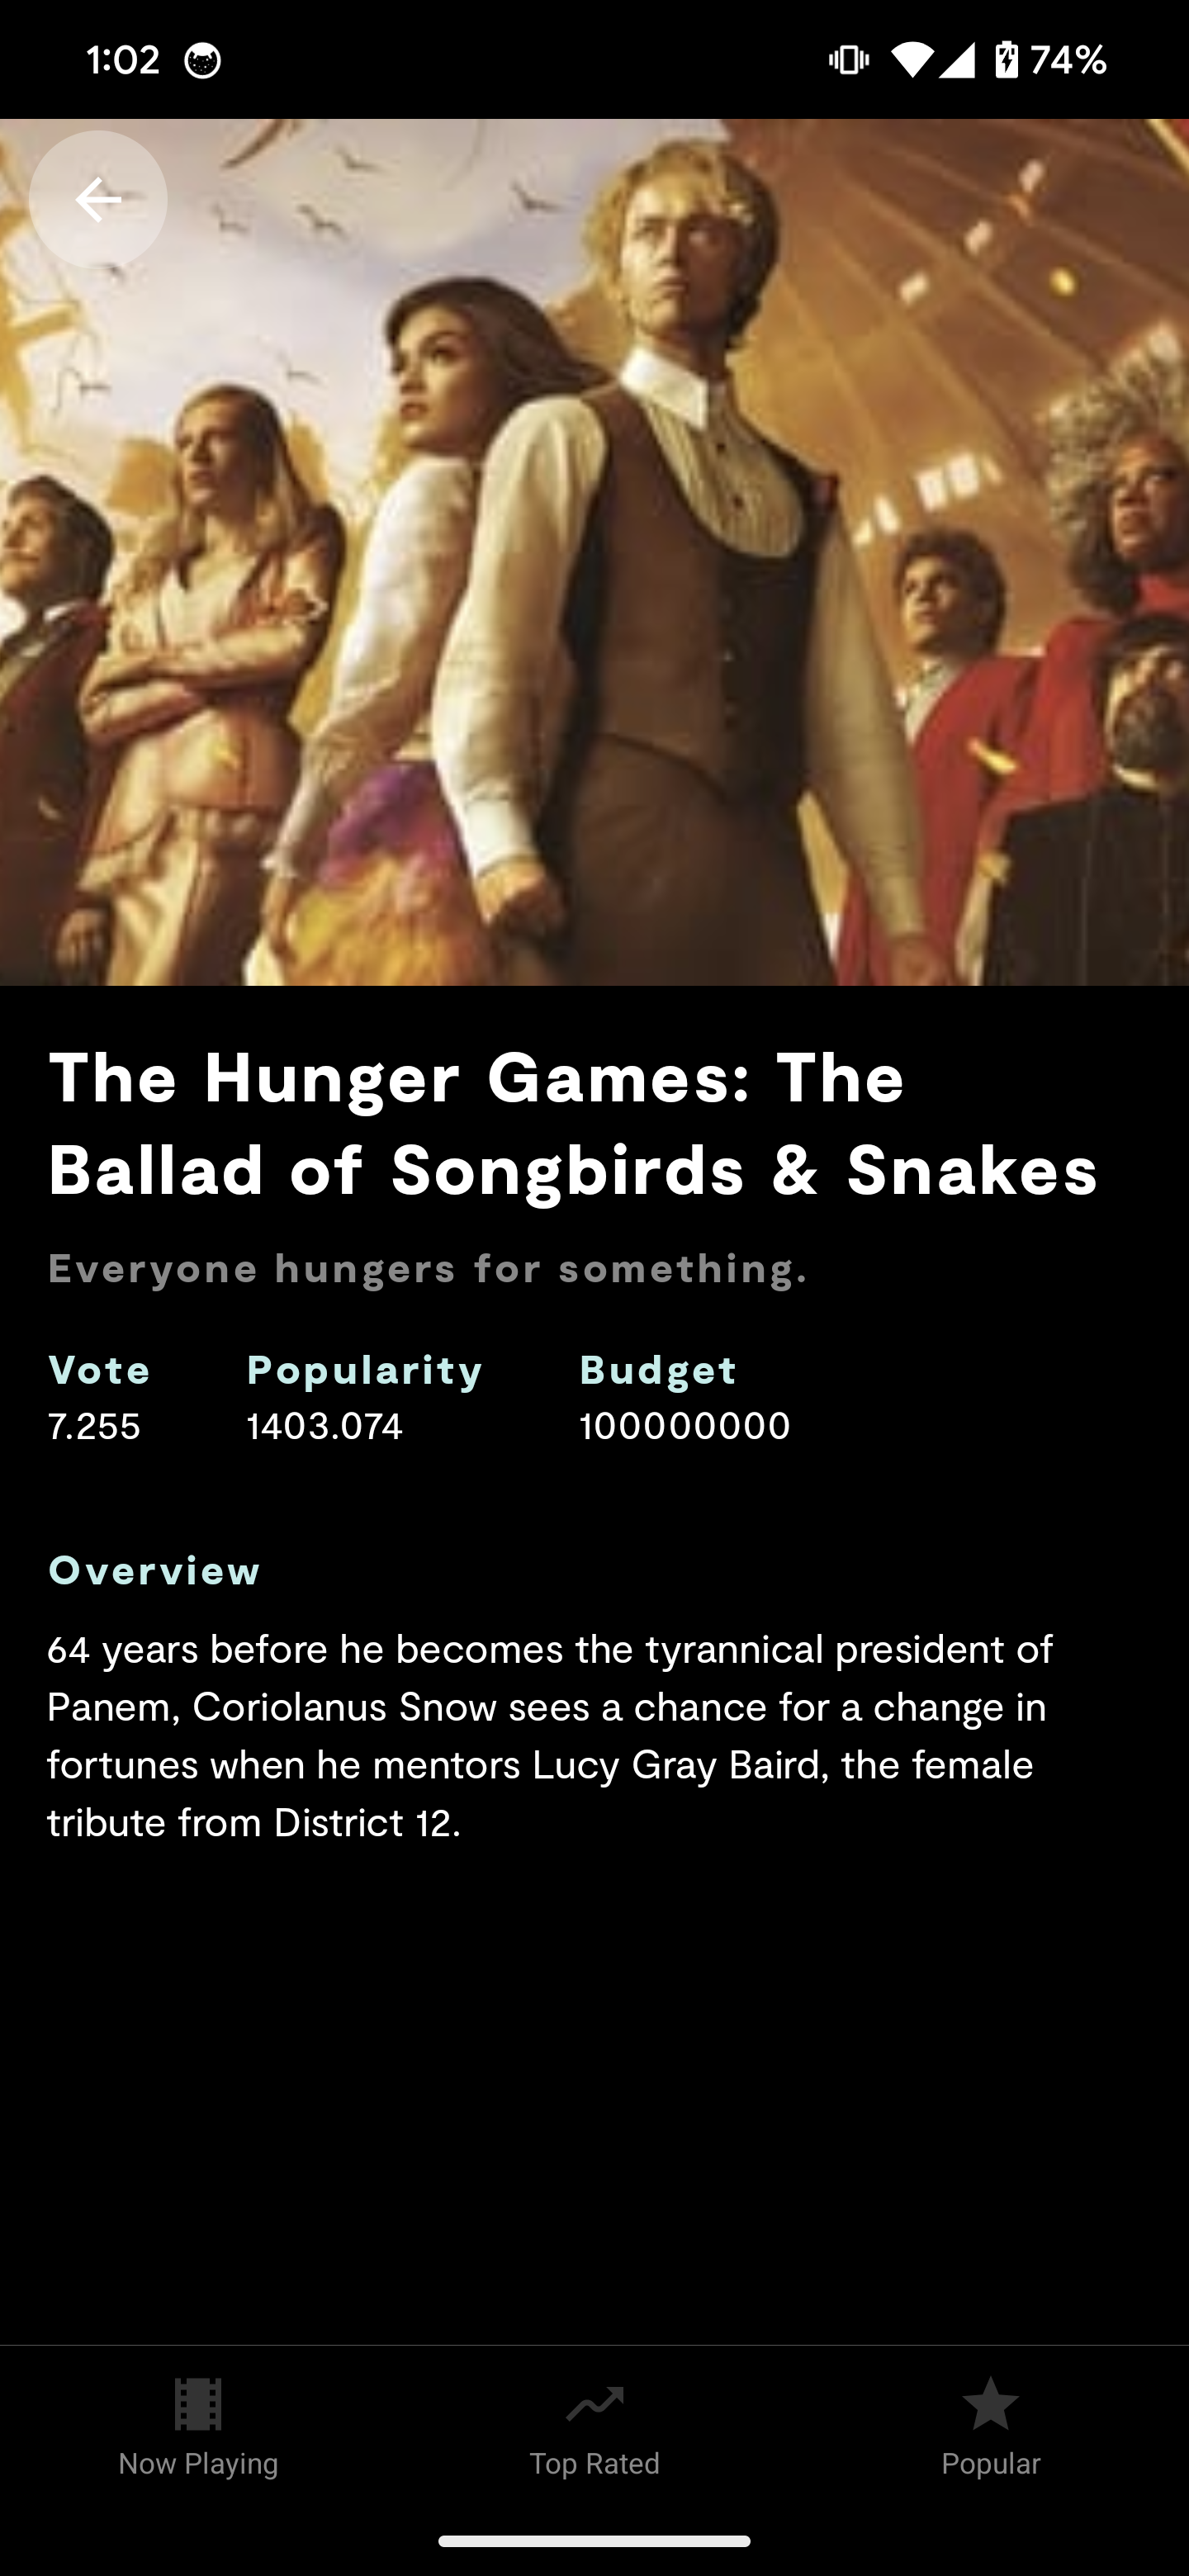 1:02 74%
The Hunger Games: The
Ballad of Songbirds & Snakes
Everyone hungers for something.
Vote Popularity Budget
7.255 1403.074 100000000
Overview
64 years before he becomes the tyrannical president of
Panem, Coriolanus Snow sees a chance for a change in
fortunes when he mentors Lucy Gray Baird, the female
tribute from District 12.
Now Playing Top Rated Popular